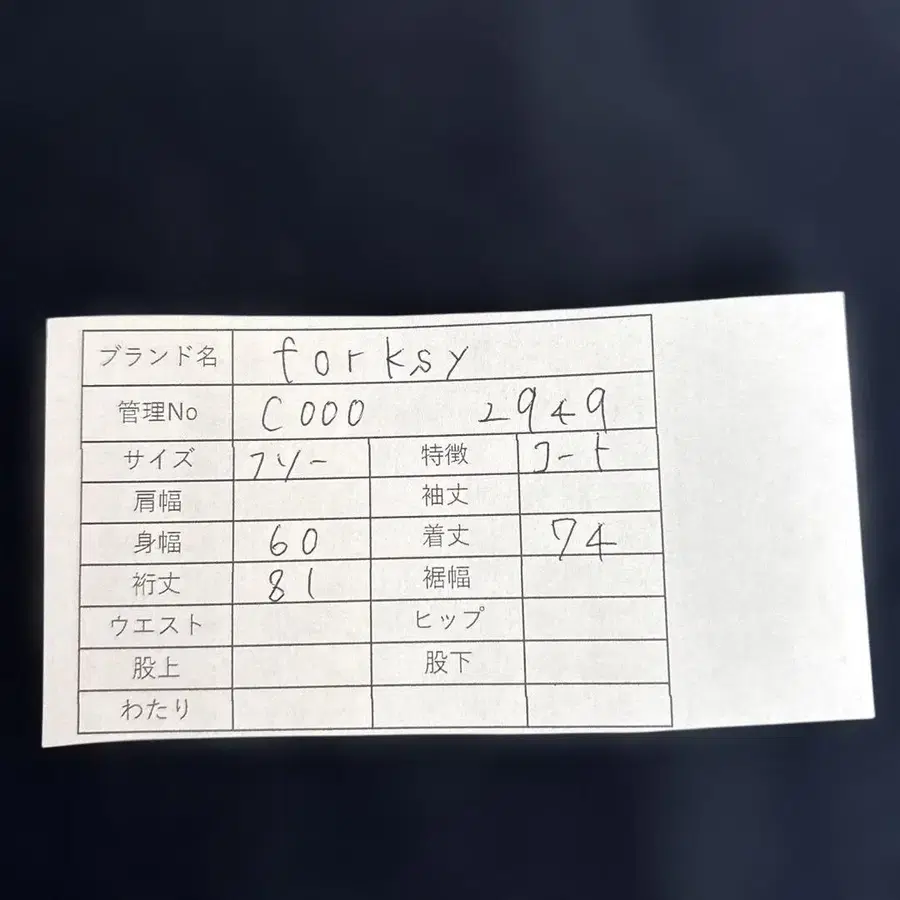 ブランド名 forksy
管理No C000 2949
サイズ フリー 特徴 コート
肩幅 袖丈
身幅 60 着丈 74
裄丈 81 裾幅
ウエスト ヒップ
股上 股下
わたり